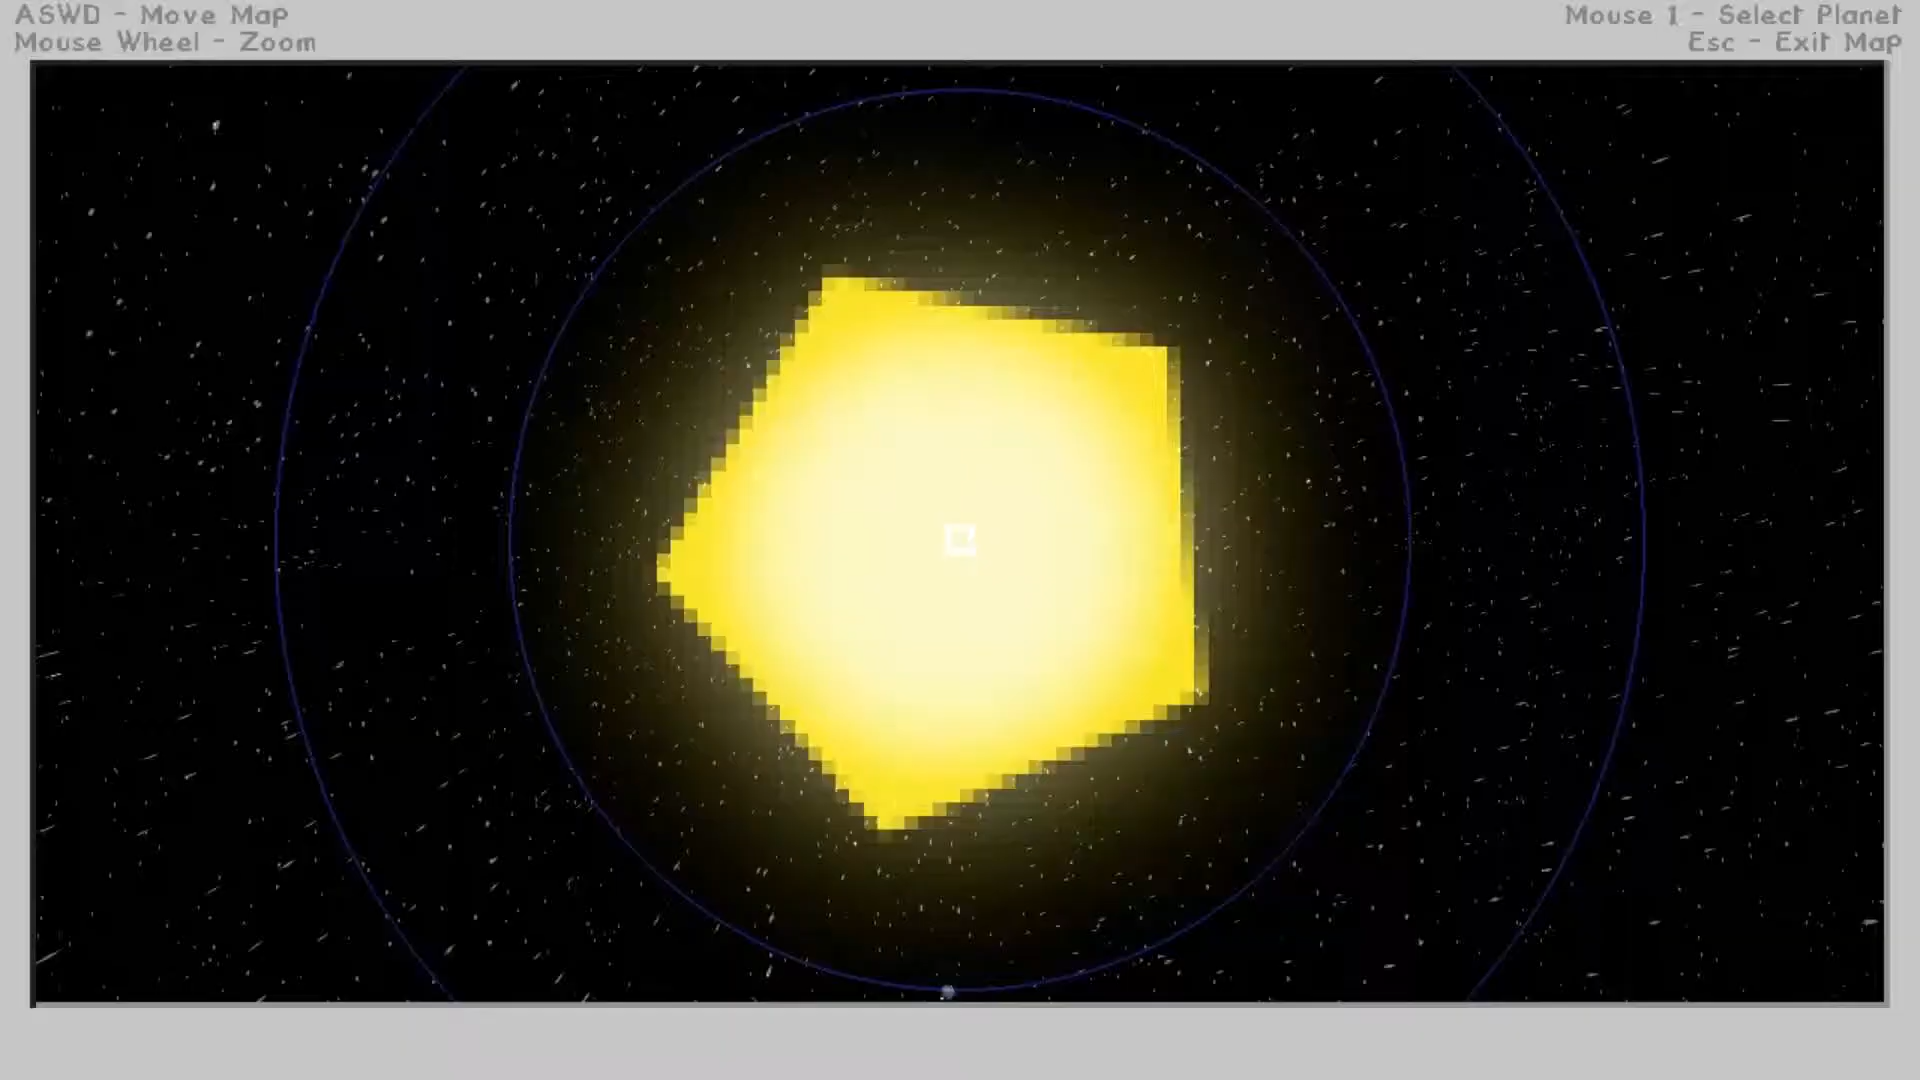 ASWD - Move Map
Mouse Wheel - Zoom
Mouse 1 - Select Planet
Esc - Exit Map